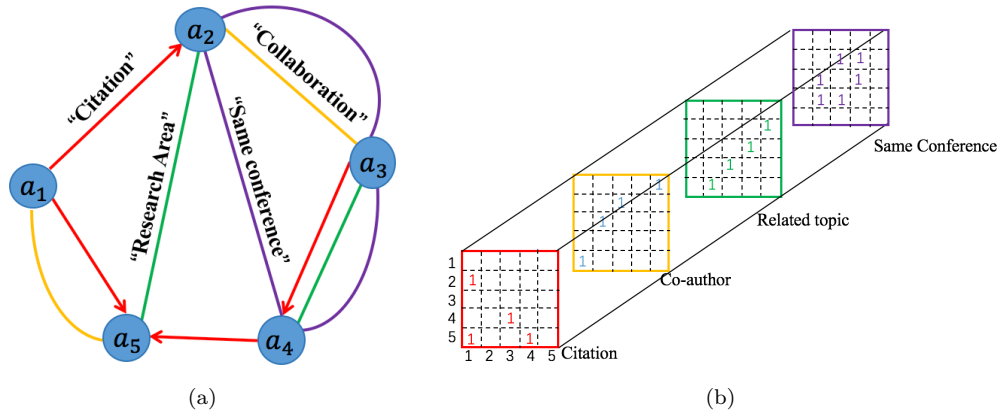 a₂
"Citation"
"Collaboration"
"Research Area"
"Same conference"
a₃
a₁
a₅
a₄
(a)
1 1
1 1
1 1
Same Conference
1
1
1
1
Related topic
1
1
1
1
Co-author
1
2 1
3
4 1
5 1 1
1 2 3 4 5
Citation
(b)